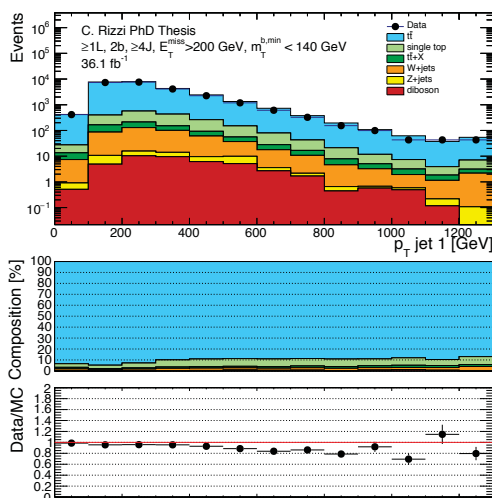 Events
10⁶
10⁵
10⁴
10³
10²
10
1
10⁻¹
C. Rizzi PhD Thesis
≥1L, 2b, ≥4J, E_T^miss>200 GeV, m_T^b,min < 140 GeV
36.1 fb⁻¹
Data
tt̄
single top
tt̄+X
W+jets
Z+jets
diboson
0 200 400 600 800 1000 1200
p_T jet 1 [GeV]
Composition [%]
100
90
80
70
60
50
40
30
20
10
0
Data/MC
2
1.8
1.6
1.4
1.2
1
0.8
0.6
0.4
0.2
0